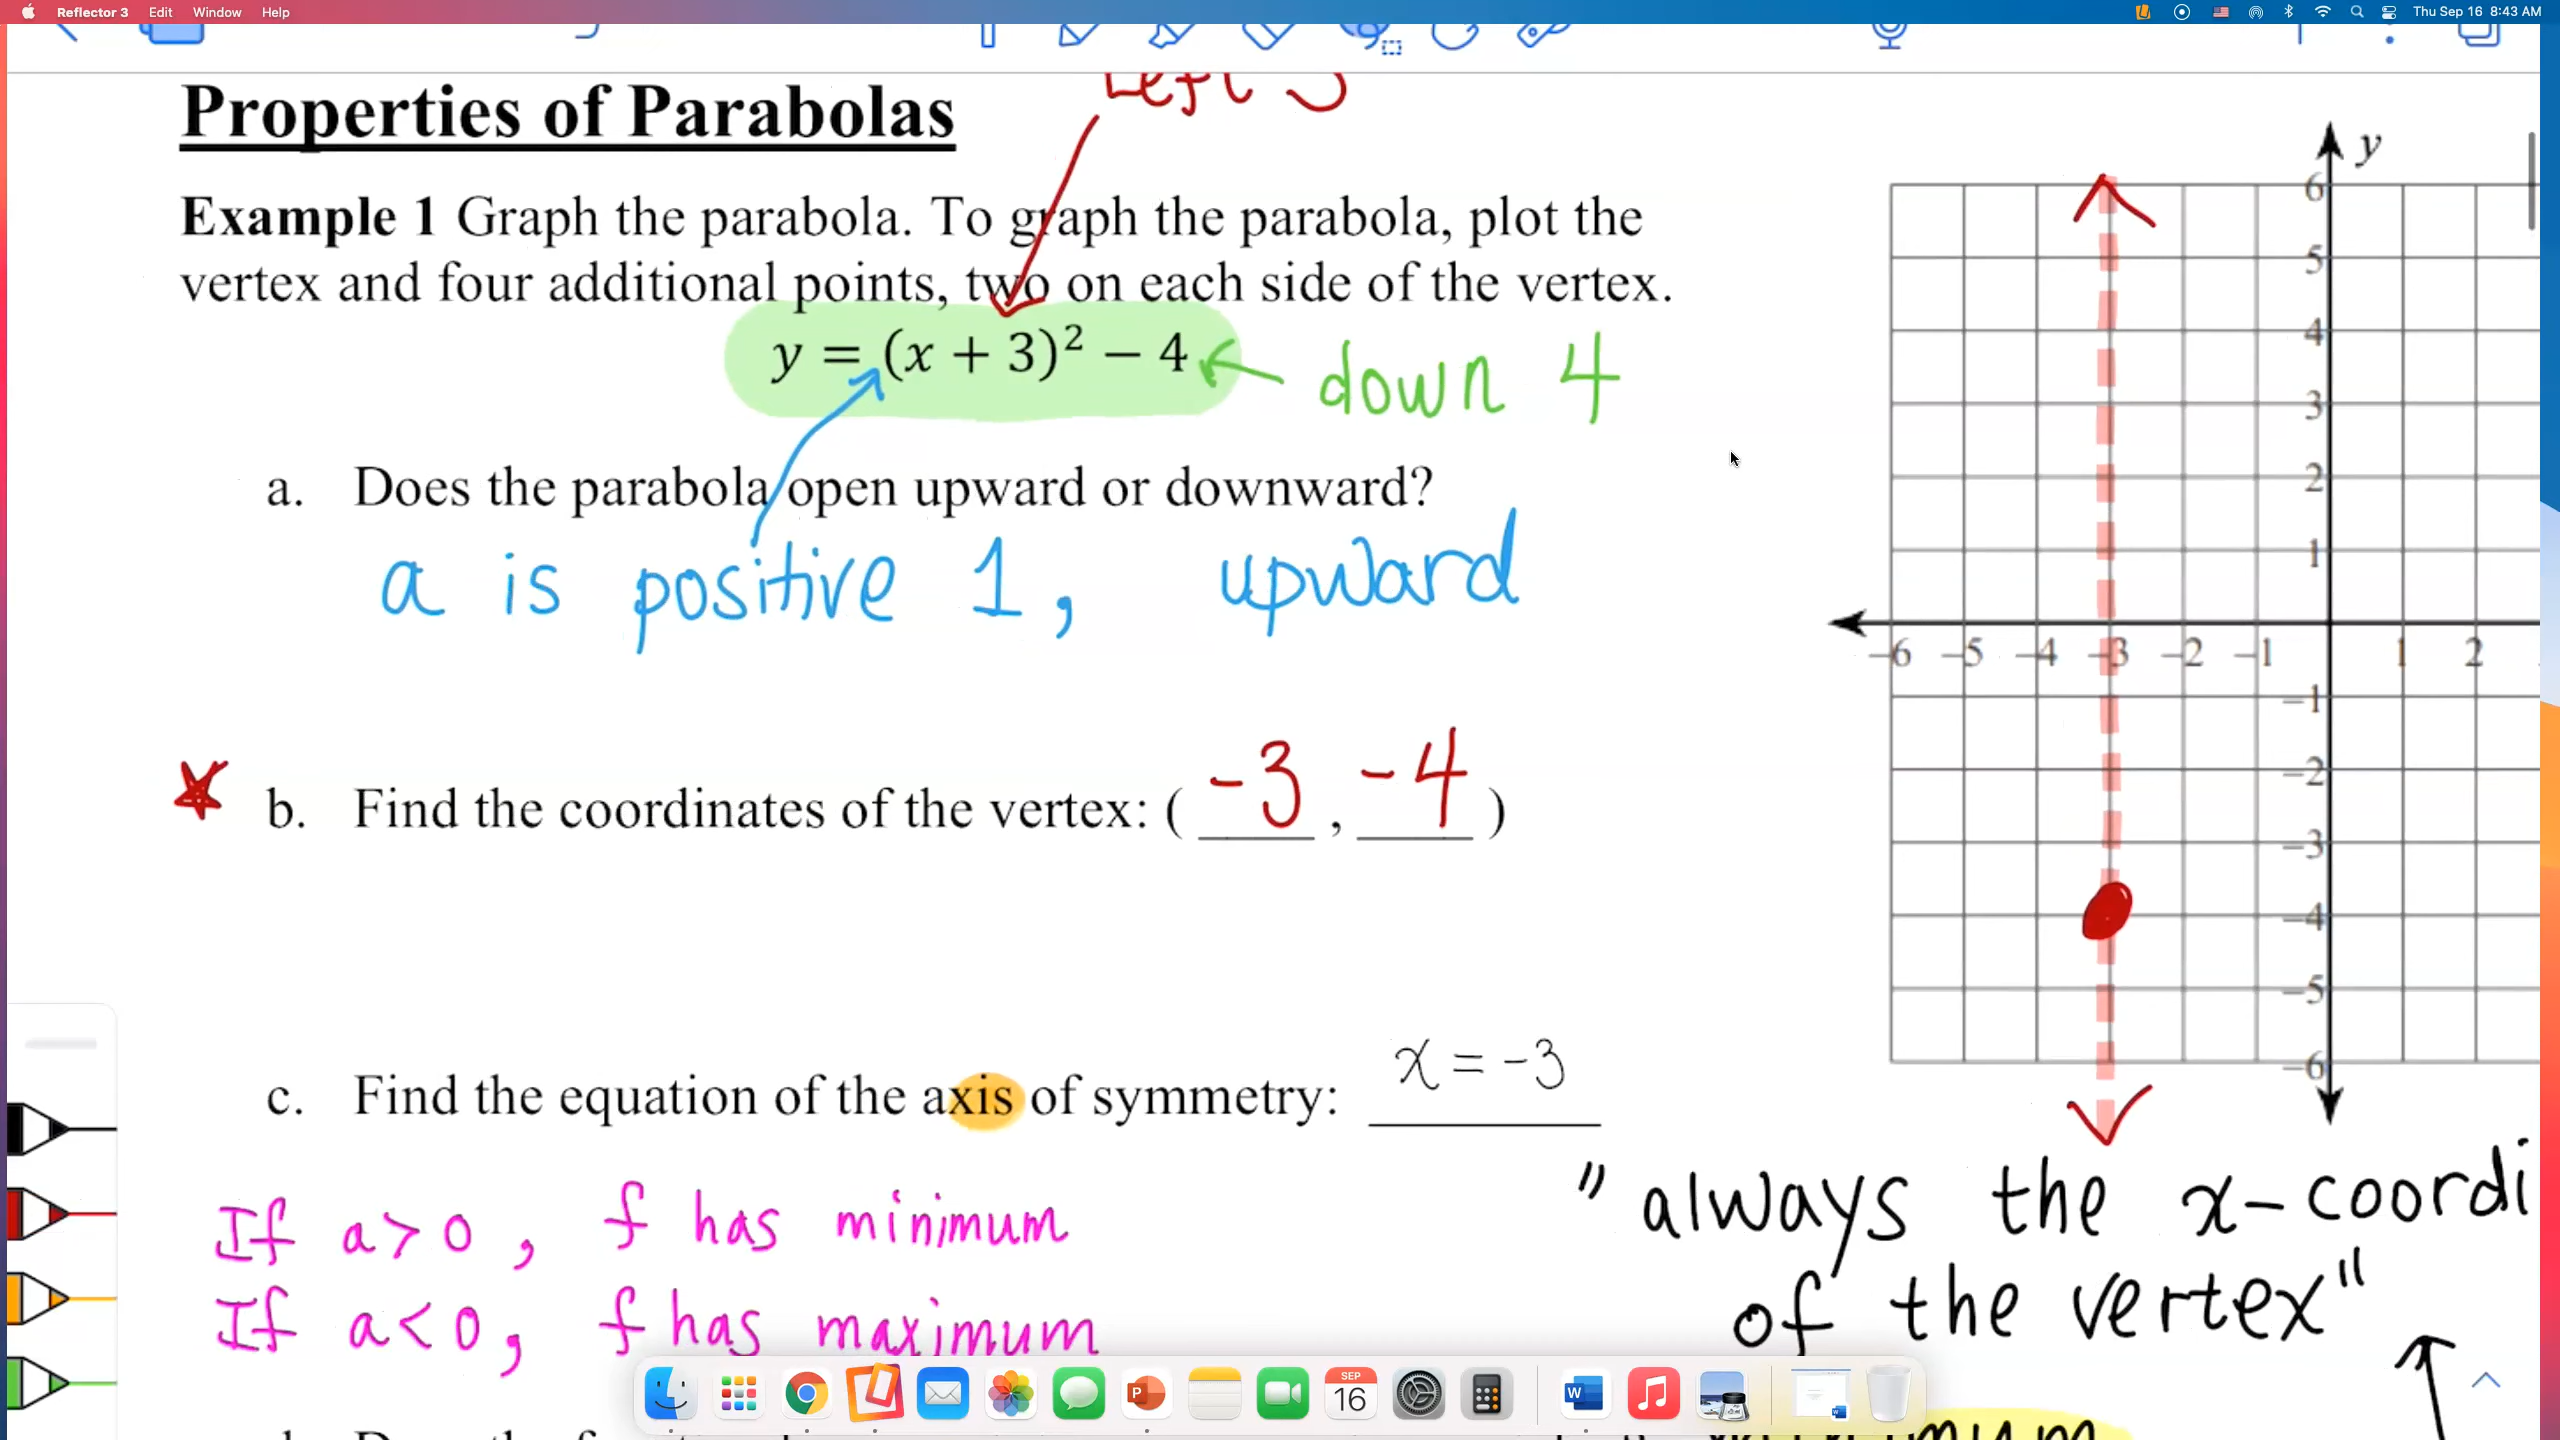 Reflector 3 Edit Window Help Thu Sep 16 8:43 AM
Left 3
Properties of Parabolas
Example 1 Graph the parabola. To graph the parabola, plot the
vertex and four additional points, two on each side of the vertex.
y = (x + 3)² − 4
down 4
a. Does the parabola open upward or downward?
a is positive 1, upward
b. Find the coordinates of the vertex: ( -3 , -4 )
c. Find the equation of the axis of symmetry: x = -3
If a > 0, f has minimum
If a < 0, f has maximum
y
6
5
4
3
2
1
−6 −5 −4 −3 −2 −1 1 2
−1
−2
−3
−4
−5
−6
"always the x-coordi
of the vertex"
SEP
16